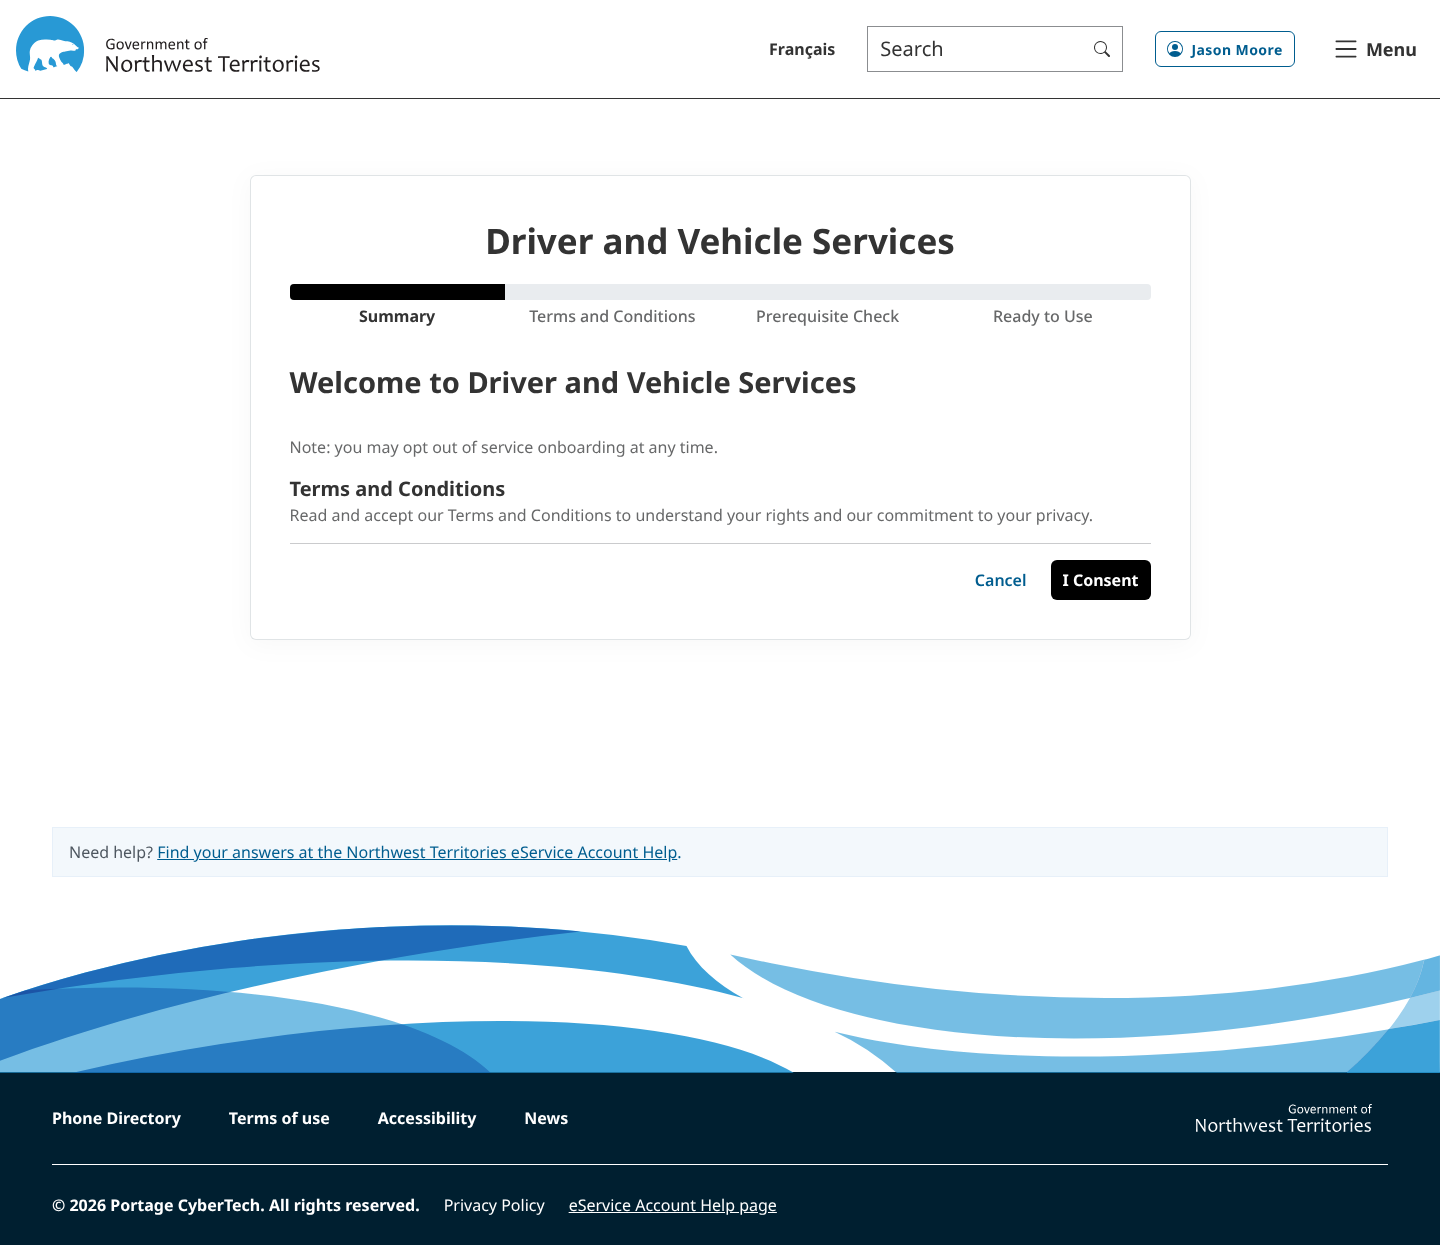 Government of
Northwest Territories
Français
Search
Jason Moore
Menu
Driver and Vehicle Services
Summary
Terms and Conditions
Prerequisite Check
Ready to Use
Welcome to Driver and Vehicle Services
Note: you may opt out of service onboarding at any time.
Terms and Conditions
Read and accept our Terms and Conditions to understand your rights and our commitment to your privacy.
Cancel
I Consent
Need help? Find your answers at the Northwest Territories eService Account Help.
Phone Directory
Terms of use
Accessibility
News
Government of
Northwest Territories
© 2026 Portage CyberTech. All rights reserved.
Privacy Policy
eService Account Help page